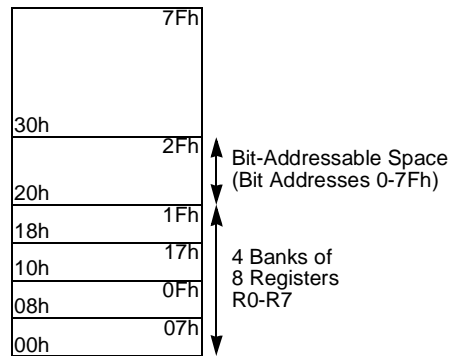 7Fh
30h
2Fh
Bit-Addressable Space
(Bit Addresses 0-7Fh)
20h
1Fh
18h
17h
4 Banks of
8 Registers
R0-R7
10h
0Fh
08h
07h
00h